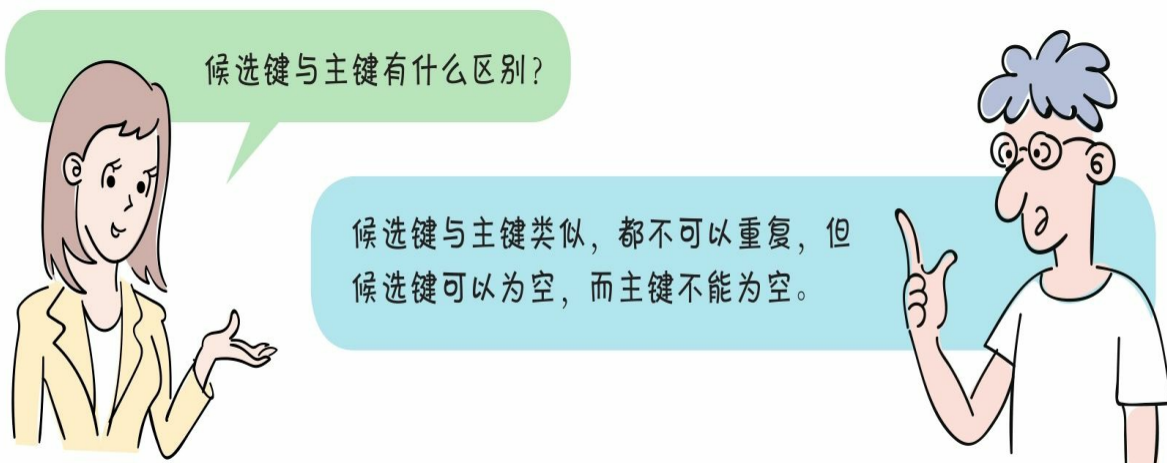 候选键与主键有什么区别？
候选键与主键类似，都不可以重复，但
候选键可以为空，而主键不能为空。